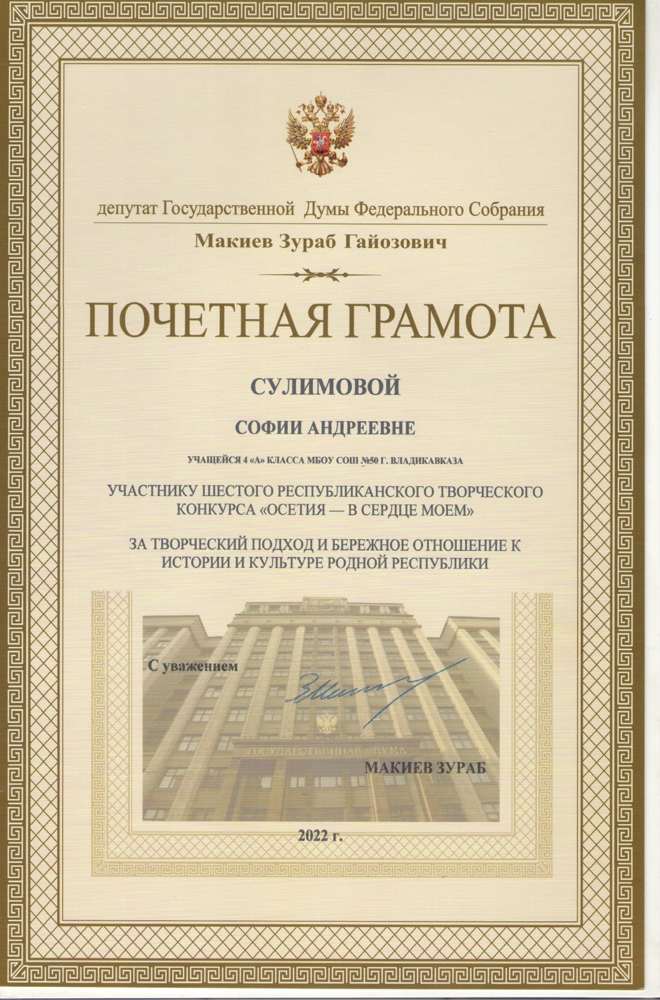 депутат Государственной Думы Федерального Собрания
Макиев Зураб Гайозович
ПОЧЕТНАЯ ГРАМОТА
СУЛИМОВОЙ
СОФИИ АНДРЕЕВНЕ
УЧАЩЕЙСЯ 4 «А» КЛАССА МБОУ СОШ №50 Г. ВЛАДИКАВКАЗА
УЧАСТНИКУ ШЕСТОГО РЕСПУБЛИКАНСКОГО ТВОРЧЕСКОГО
КОНКУРСА «ОСЕТИЯ — В СЕРДЦЕ МОЕМ»
ЗА ТВОРЧЕСКИЙ ПОДХОД И БЕРЕЖНОЕ ОТНОШЕНИЕ К
ИСТОРИИ И КУЛЬТУРЕ РОДНОЙ РЕСПУБЛИКИ
С уважением
ГОСУДАРСТВЕННАЯ ДУМА
МАКИЕВ ЗУРАБ
2022 г.